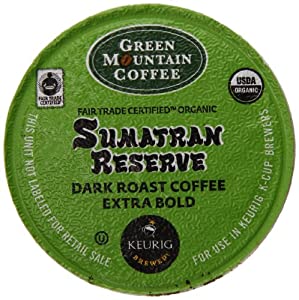 GREEN
MOUNTAIN
COFFEE
FAIR TRADE
CERTIFIED
USDA
ORGANIC
FAIR TRADE CERTIFIED™ ORGANIC
SUMATRAN
RESERVE
DARK ROAST COFFEE
EXTRA BOLD
KEURIG
BREWED
U
THIS UNIT NOT LABELED FOR RETAIL SALE.
FOR USE IN KEURIG K-CUP BREWERS